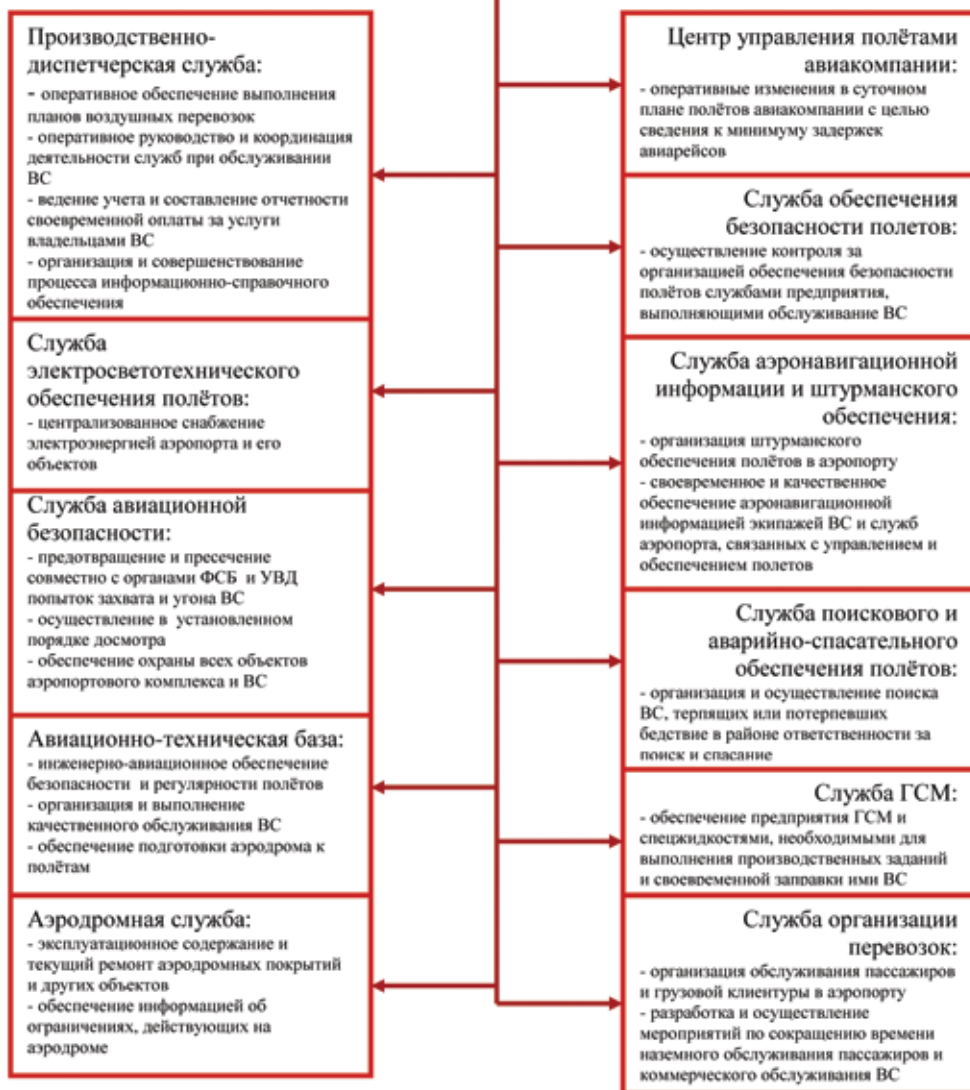 Производственно-
диспетчерская служба:
- оперативное обеспечение выполнения
планов воздушных перевозок
- оперативное руководство и координация
деятельности служб при обслуживании
ВС
- ведение учета и составление отчетности
своевременной оплаты за услуги
владельцами ВС
- организация и совершенствование
процесса информационно-справочного
обеспечения
Служба
электросветотехнического
обеспечения полётов:
- централизованное снабжение
электроэнергией аэропорта и его
объектов
Служба авиационной
безопасности:
- предотвращение и пресечение
совместно с органами ФСБ и УВД
попыток захвата и угона ВС
- осуществление в установленном
порядке досмотра
- обеспечение охраны всех объектов
аэропортового комплекса и ВС
Авиационно-техническая база:
- инженерно-авиационное обеспечение
безопасности и регулярности полётов
- организация и выполнение
качественного обслуживания ВС
- обеспечение подготовки аэродрома к
полётам
Аэродромная служба:
- эксплуатационное содержание и
текущий ремонт аэродромных покрытий
и других объектов
- обеспечение информацией об
ограничениях, действующих на
аэродроме
Центр управления полётами
авиакомпании:
- оперативные изменения в суточном
плане полётов авиакомпании с целью
сведения к минимуму задержек
авиарейсов
Служба обеспечения
безопасности полетов:
- осуществление контроля за
организацией обеспечения безопасности
полётов службами предприятия,
выполняющими обслуживание ВС
Служба аэронавигационной
информации и штурманского
обеспечения:
- организация штурманского
обеспечения полётов в аэропорту
- своевременное и качественное
обеспечение аэронавигационной
информацией экипажей ВС и служб
аэропорта, связанных с управлением и
обеспечением полетов
Служба поискового и
аварийно-спасательного
обеспечения полётов:
- организация и осуществление поиска
ВС, терпящих или потерпевших
бедствие в районе ответственности за
поиск и спасание
Служба ГСМ:
- обеспечение предприятия ГСМ и
спецжидкостями, необходимыми для
выполнения производственных заданий
и своевременной заправки ими ВС
Служба организации
перевозок:
- организация обслуживания пассажиров
и грузовой клиентуры в аэропорту
- разработка и осуществление
мероприятий по сокращению времени
наземного обслуживания пассажиров и
коммерческого обслуживания ВС